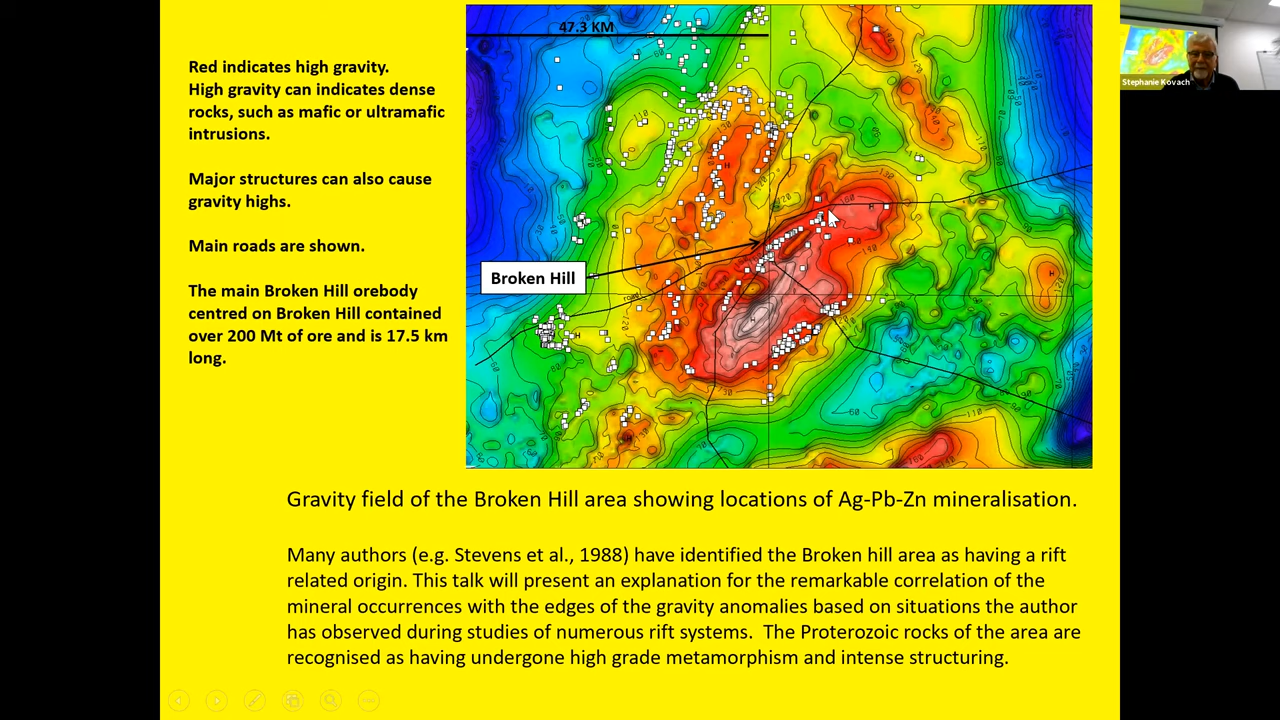 47.3 KM
Stephanie Kovach
Red indicates high gravity.
High gravity can indicates dense
rocks, such as mafic or ultramafic
intrusions.
Major structures can also cause
gravity highs.
Main roads are shown.
The main Broken Hill orebody
centred on Broken Hill contained
over 200 Mt of ore and is 17.5 km
long.
Broken Hill
Gravity field of the Broken Hill area showing locations of Ag-Pb-Zn mineralisation.
Many authors (e.g. Stevens et al., 1988) have identified the Broken hill area as having a rift
related origin. This talk will present an explanation for the remarkable correlation of the
mineral occurrences with the edges of the gravity anomalies based on situations the author
has observed during studies of numerous rift systems.  The Proterozoic rocks of the area are
recognised as having undergone high grade metamorphism and intense structuring.